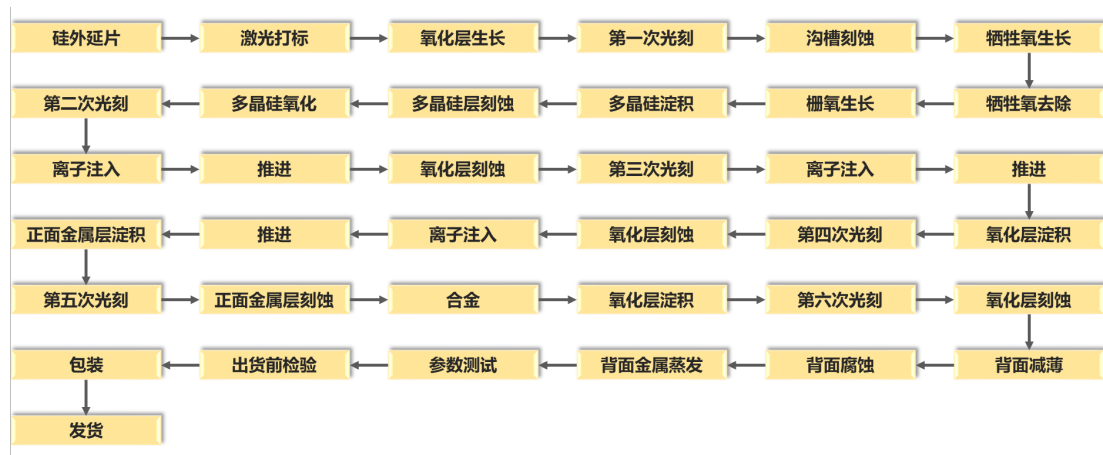 硅外延片
激光打标
氧化层生长
第一次光刻
沟槽刻蚀
牺牲氧生长
牺牲氧去除
栅氧生长
多晶硅淀积
多晶硅层刻蚀
多晶硅氧化
第二次光刻
离子注入
推进
氧化层刻蚀
第三次光刻
离子注入
推进
氧化层淀积
第四次光刻
氧化层刻蚀
离子注入
推进
正面金属层淀积
第五次光刻
正面金属层刻蚀
合金
氧化层淀积
第六次光刻
氧化层刻蚀
背面减薄
背面腐蚀
背面金属蒸发
参数测试
出货前检验
包装
发货